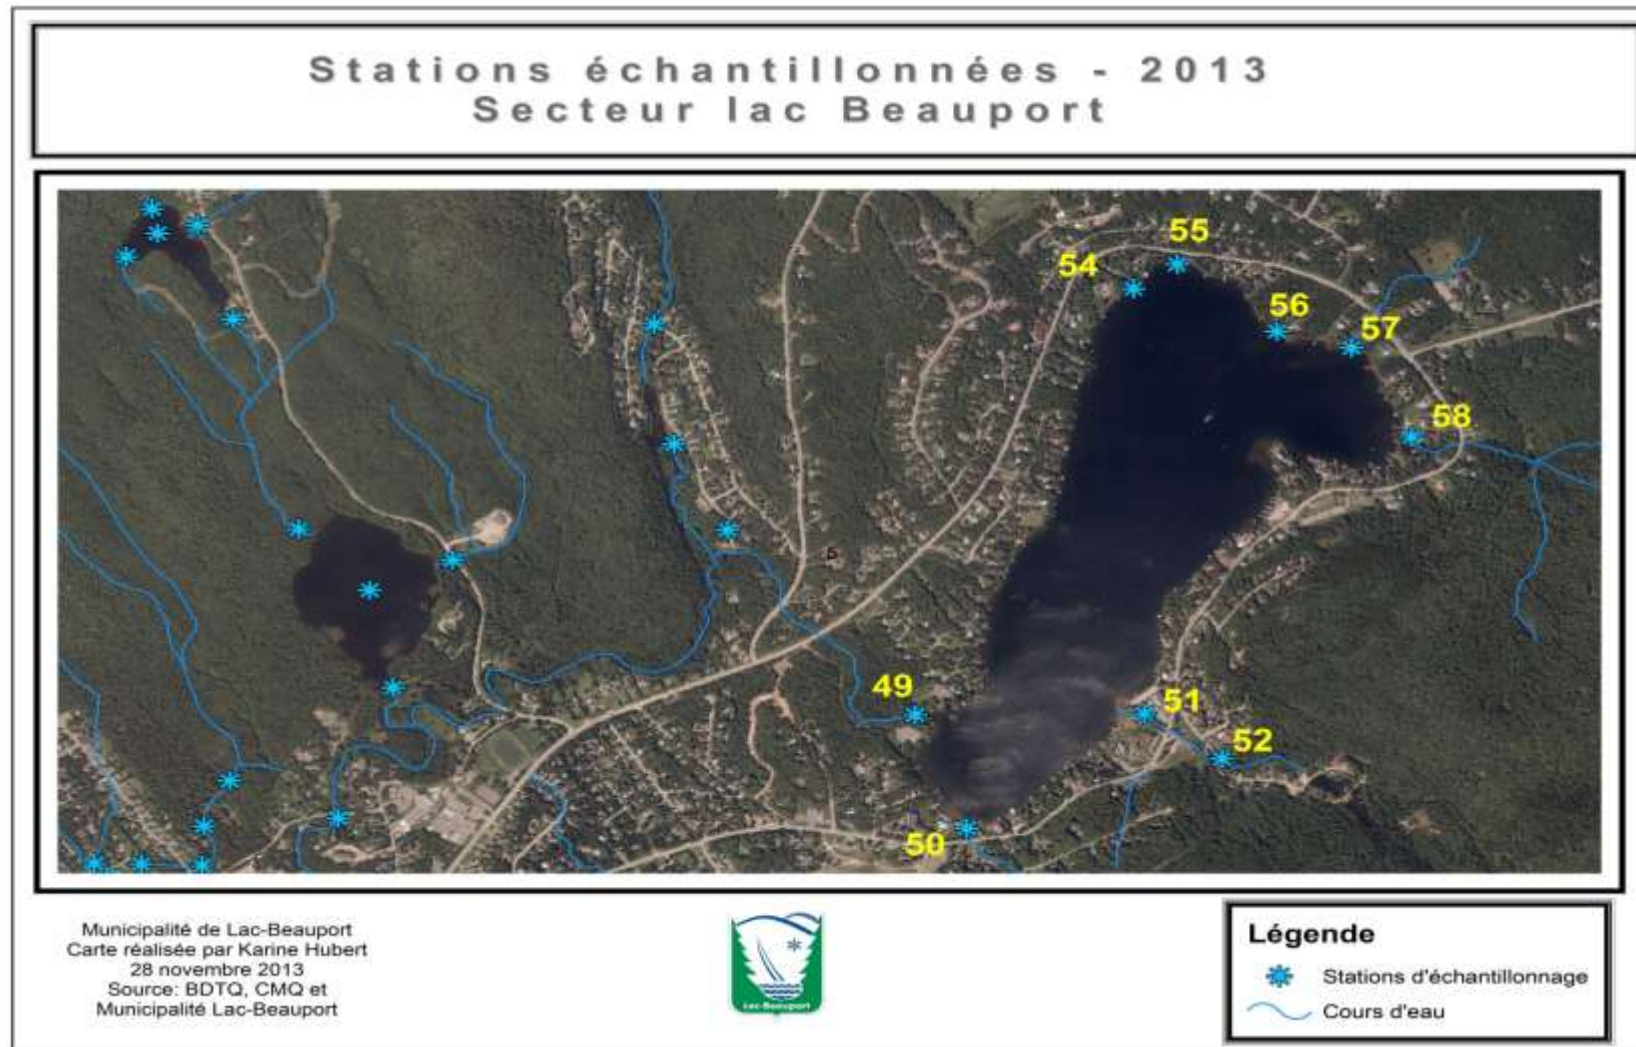 Stations échantillonnées - 2013
Secteur lac Beauport
55
54
56
57
58
49
51
52
50
Municipalité de Lac-Beauport
Carte réalisée par Karine Hubert
28 novembre 2013
Source: BDTQ, CMQ et
Municipalité Lac-Beauport
Lac-Beauport
Légende
Stations d'échantillonnage
Cours d'eau